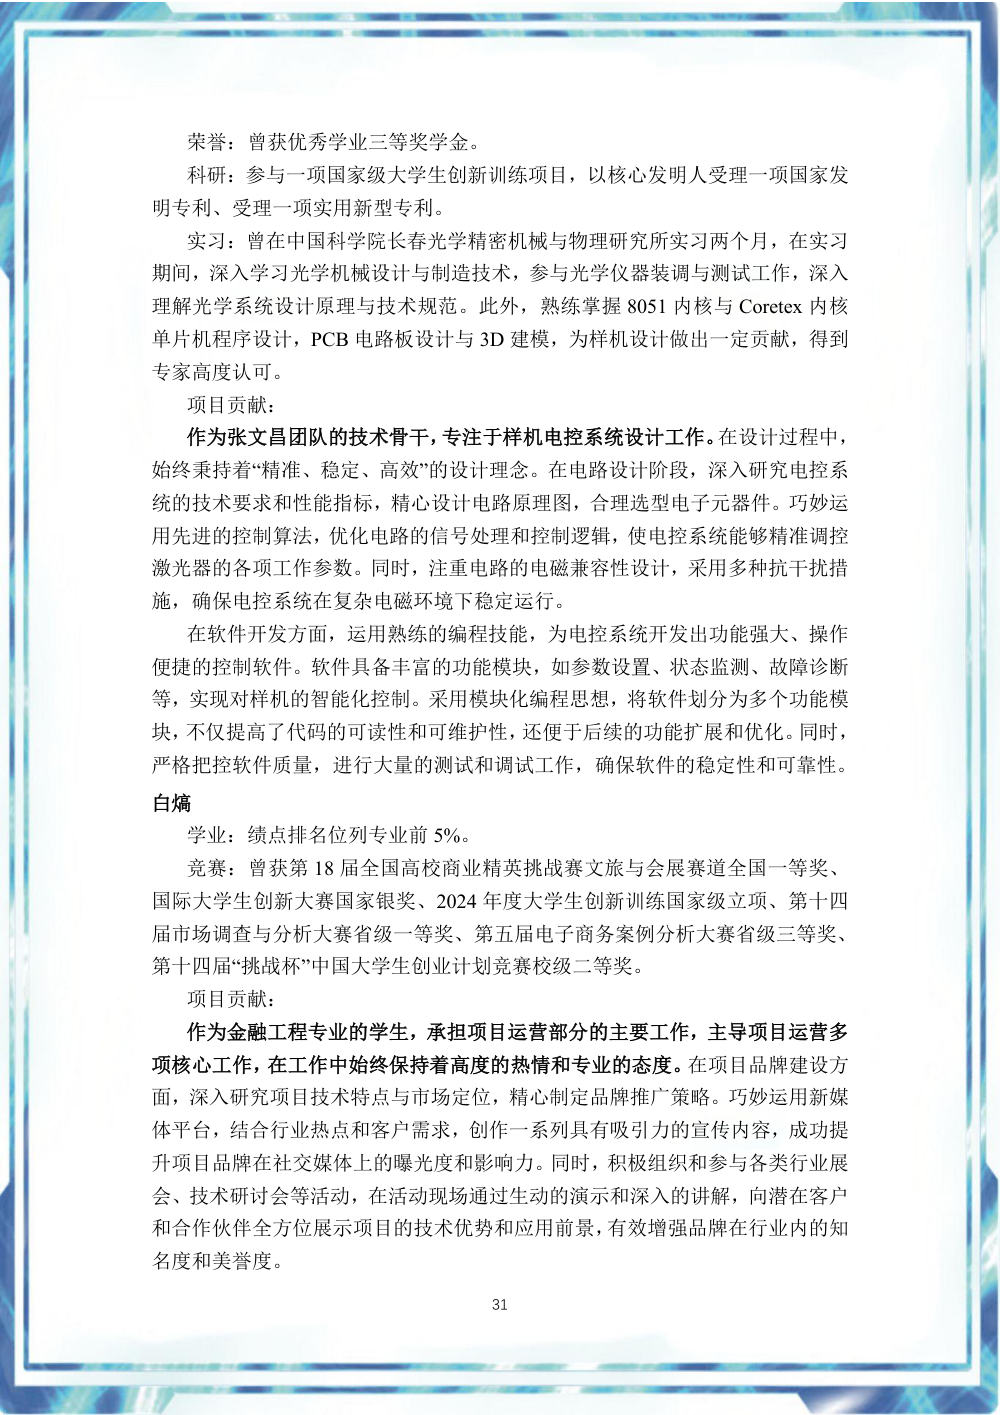 荣誉：曾获优秀学业三等奖学金。
科研：参与一项国家级大学生创新训练项目，以核心发明人受理一项国家发
明专利、受理一项实用新型专利。
实习：曾在中国科学院长春光学精密机械与物理研究所实习两个月，在实习
期间，深入学习光学机械设计与制造技术，参与光学仪器装调与测试工作，深入
理解光学系统设计原理与技术规范。此外，熟练掌握 8051 内核与 Coretex 内核
单片机程序设计，PCB 电路板设计与 3D 建模，为样机设计做出一定贡献，得到
专家高度认可。
项目贡献：
作为张文昌团队的技术骨干，专注于样机电控系统设计工作。在设计过程中，
始终秉持着“精准、稳定、高效”的设计理念。在电路设计阶段，深入研究电控系
统的技术要求和性能指标，精心设计电路原理图，合理选型电子元器件。巧妙运
用先进的控制算法，优化电路的信号处理和控制逻辑，使电控系统能够精准调控
激光器的各项工作参数。同时，注重电路的电磁兼容性设计，采用多种抗干扰措
施，确保电控系统在复杂电磁环境下稳定运行。
在软件开发方面，运用熟练的编程技能，为电控系统开发出功能强大、操作
便捷的控制软件。软件具备丰富的功能模块，如参数设置、状态监测、故障诊断
等，实现对样机的智能化控制。采用模块化编程思想，将软件划分为多个功能模
块，不仅提高了代码的可读性和可维护性，还便于后续的功能扩展和优化。同时，
严格把控软件质量，进行大量的测试和调试工作，确保软件的稳定性和可靠性。
白熇
学业：绩点排名位列专业前 5%。
竞赛：曾获第 18 届全国高校商业精英挑战赛文旅与会展赛道全国一等奖、
国际大学生创新大赛国家银奖、2024 年度大学生创新训练国家级立项、第十四
届市场调查与分析大赛省级一等奖、第五届电子商务案例分析大赛省级三等奖、
第十四届“挑战杯”中国大学生创业计划竞赛校级二等奖。
项目贡献：
作为金融工程专业的学生，承担项目运营部分的主要工作，主导项目运营多
项核心工作，在工作中始终保持着高度的热情和专业的态度。在项目品牌建设方
面，深入研究项目技术特点与市场定位，精心制定品牌推广策略。巧妙运用新媒
体平台，结合行业热点和客户需求，创作一系列具有吸引力的宣传内容，成功提
升项目品牌在社交媒体上的曝光度和影响力。同时，积极组织和参与各类行业展
会、技术研讨会等活动，在活动现场通过生动的演示和深入的讲解，向潜在客户
和合作伙伴全方位展示项目的技术优势和应用前景，有效增强品牌在行业内的知
名度和美誉度。
31